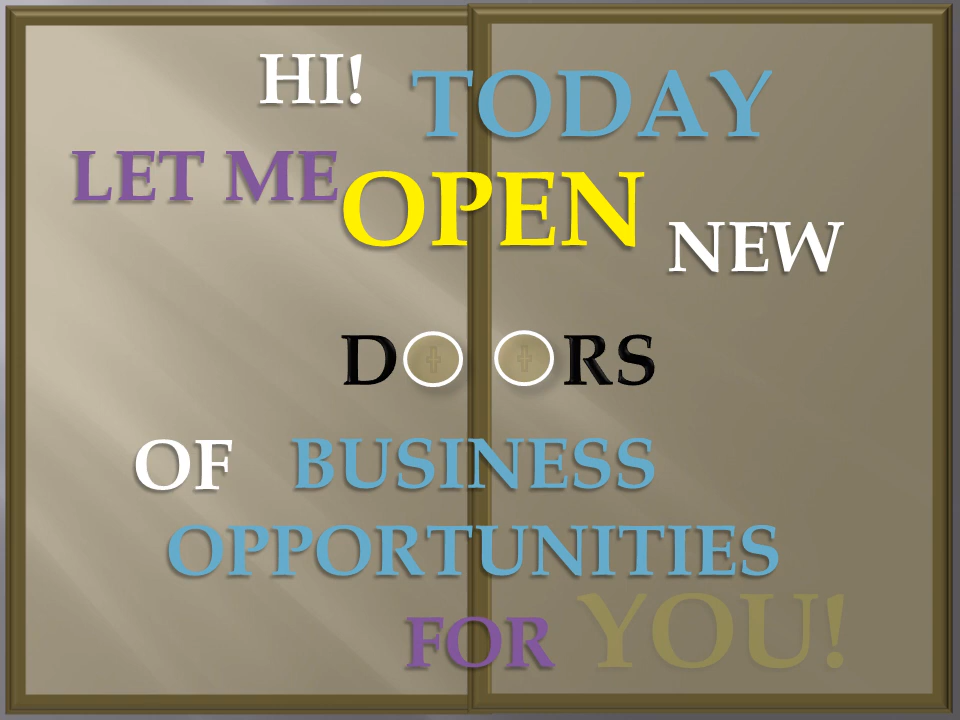 HI! TODAY
LET ME OPEN
NEW
DOORS
OF BUSINESS
OPPORTUNITIES
FOR YOU!